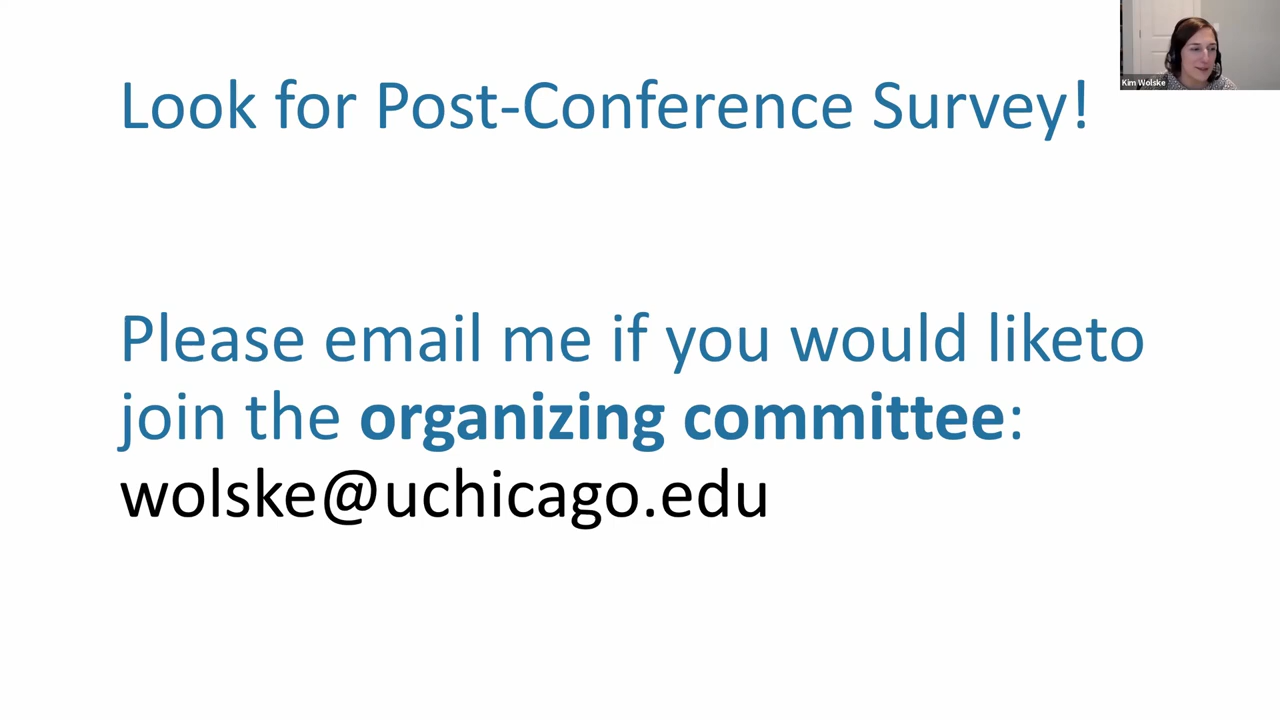 Look for Post-Conference Survey!
Kim Wolske
Please email me if you would liketo
join the organizing committee:
wolske@uchicago.edu